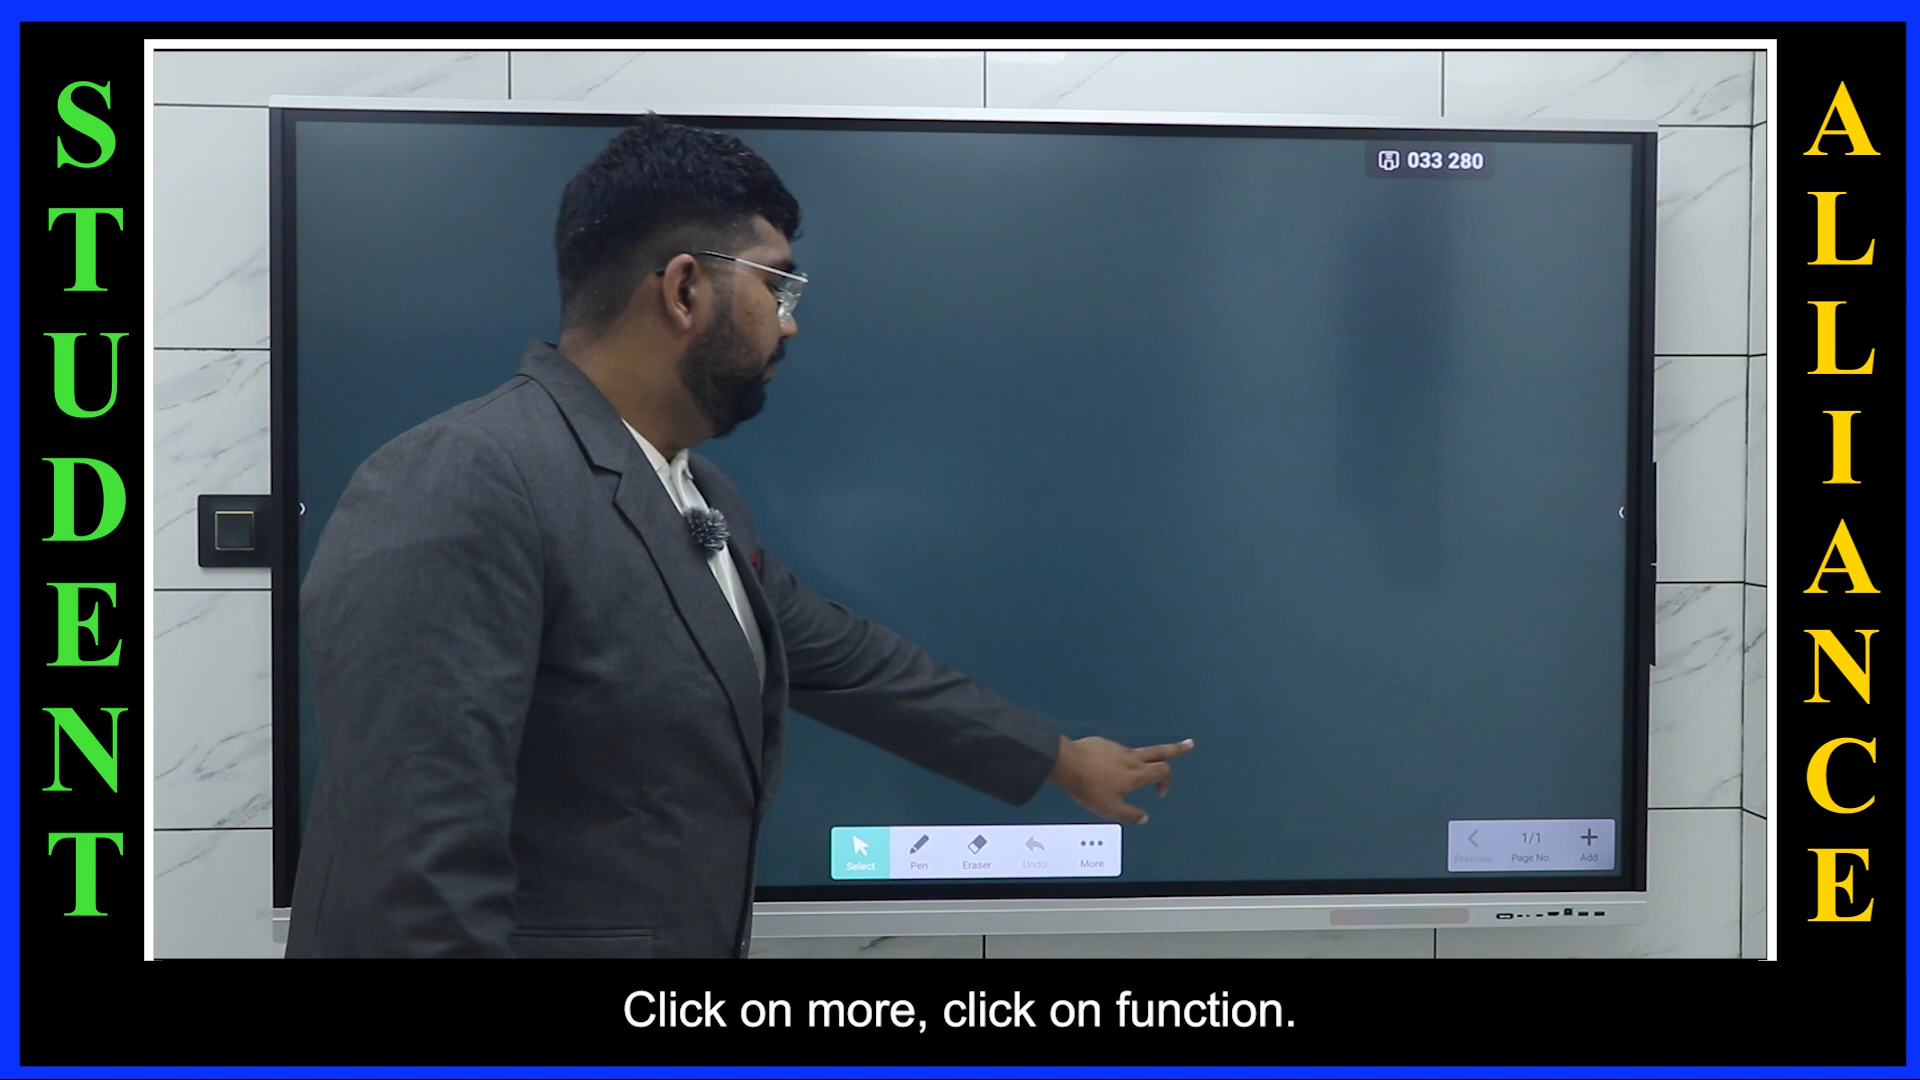 STUDENT
ALLIANCE
033 280
Select
Pen
Eraser
Undo
More
Previous
1/1
Page No.
Add
Click on more, click on function.